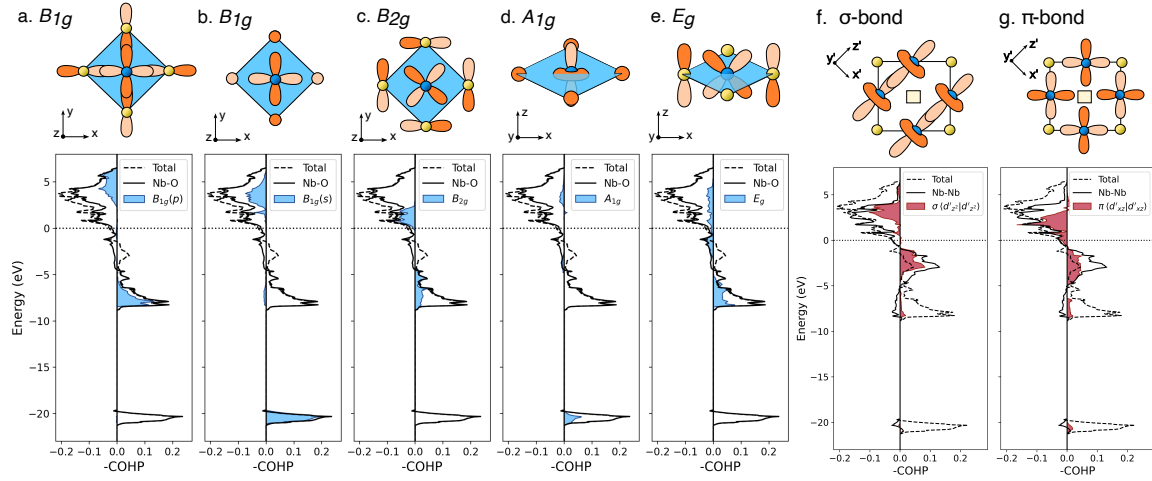 a. B1g
b. B1g
c. B2g
d. A1g
e. Eg
f. σ-bond
g. π-bond
y
z
x
y
z
x
y
z
x
z
y
x
z
y
x
z'
y'
x'
z'
y'
x'
Total
Nb-O
B1g(p)
Total
Nb-O
B1g(s)
Total
Nb-O
B2g
Total
Nb-O
A1g
Total
Nb-O
Eg
Total
Nb-Nb
σ ⟨d'z²|d'z²⟩
Total
Nb-Nb
π ⟨d'xz|d'xz⟩
Energy (eV)
5
0
−5
−10
−15
−20
Energy (eV)
5
0
−5
−10
−15
−20
−0.2 −0.1 0.0 0.1 0.2
−0.2 −0.1 0.0 0.1 0.2
−0.2 −0.1 0.0 0.1 0.2
−0.2 −0.1 0.0 0.1 0.2
−0.2 −0.1 0.0 0.1 0.2
−0.2 −0.1 0.0 0.1 0.2
−0.2 −0.1 0.0 0.1 0.2
-COHP
-COHP
-COHP
-COHP
-COHP
-COHP
-COHP